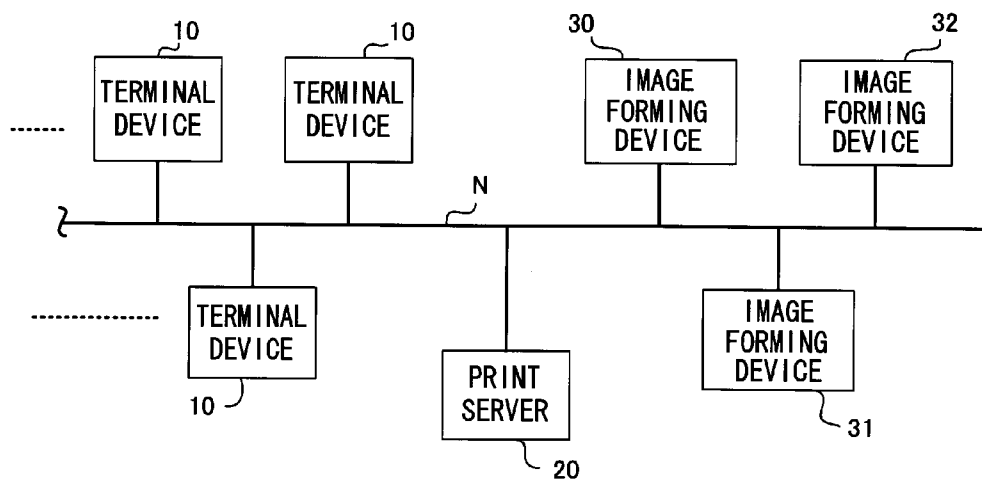 10
10
30
32
TERMINAL
DEVICE
TERMINAL
DEVICE
IMAGE
FORMING
DEVICE
IMAGE
FORMING
DEVICE
N
TERMINAL
DEVICE
10
PRINT
SERVER
20
IMAGE
FORMING
DEVICE
31